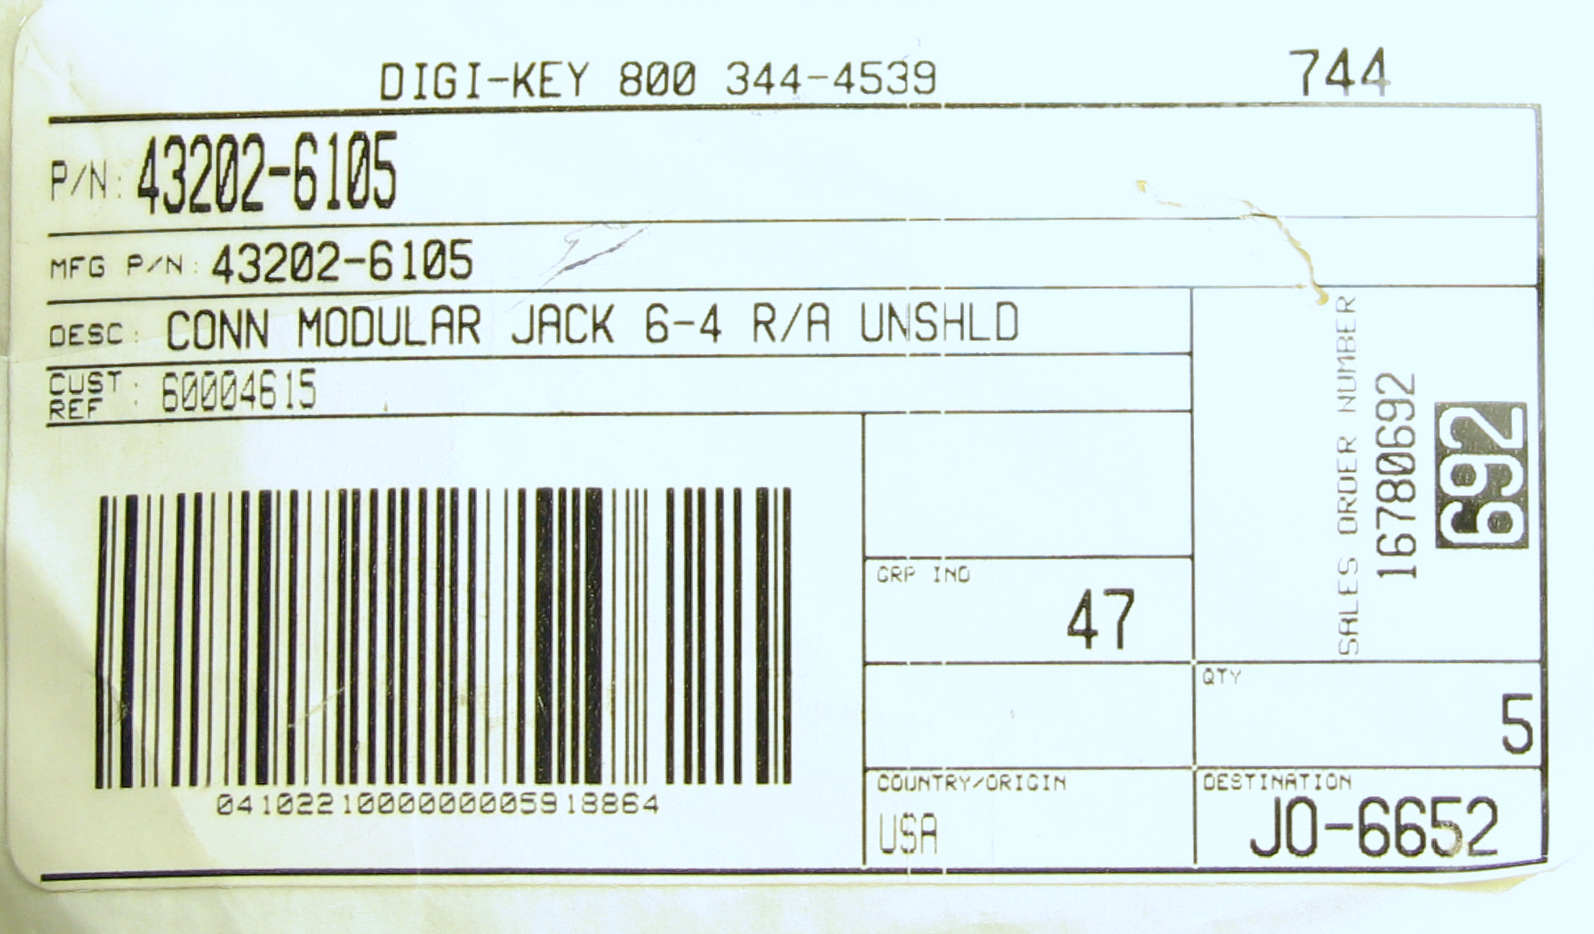 DIGI-KEY 800 344-4539 744
P/N: 43202-6105
MFG P/N: 43202-6105
DESC: CONN MODULAR JACK 6-4 R/A UNSHLD
CUST REF : 60004615
SALES ORDER NUMBER
16780692
692
GRP IND
47
QTY
5
0410221000000005918864
COUNTRY/ORIGIN
USA
DESTINATION
JO-6652